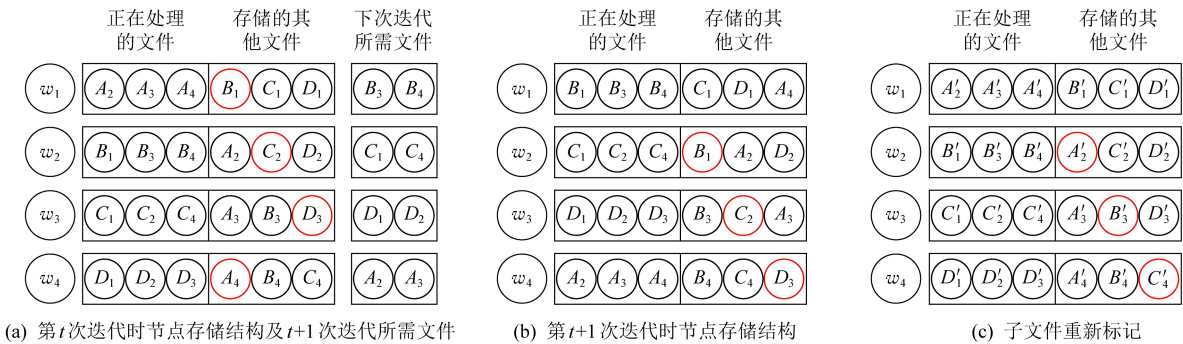 正在处理的文件 存储的其他文件 下次迭代所需文件
w₁ A₂ A₃ A₄ B₁ C₁ D₁ B₃ B₄
w₂ B₁ B₃ B₄ A₂ C₂ D₂ C₁ C₄
w₃ C₁ C₂ C₄ A₃ B₃ D₃ D₁ D₂
w₄ D₁ D₂ D₃ A₄ B₄ C₄ A₂ A₃
(a) 第t次迭代时节点存储结构及t+1次迭代所需文件
正在处理的文件 存储的其他文件
w₁ B₁ B₃ B₄ C₁ D₁ A₄
w₂ C₁ C₂ C₄ B₁ A₂ D₂
w₃ D₁ D₂ D₃ B₃ C₂ A₃
w₄ A₂ A₃ A₄ B₄ C₄ D₃
(b) 第t+1次迭代时节点存储结构
正在处理的文件 存储的其他文件
w₁ A′₂ A′₃ A′₄ B′₁ C′₁ D′₁
w₂ B′₁ B′₃ B′₄ A′₂ C′₂ D′₂
w₃ C′₁ C′₂ C′₄ A′₃ B′₃ D′₃
w₄ D′₁ D′₂ D′₃ A′₄ B′₄ C′₄
(c) 子文件重新标记